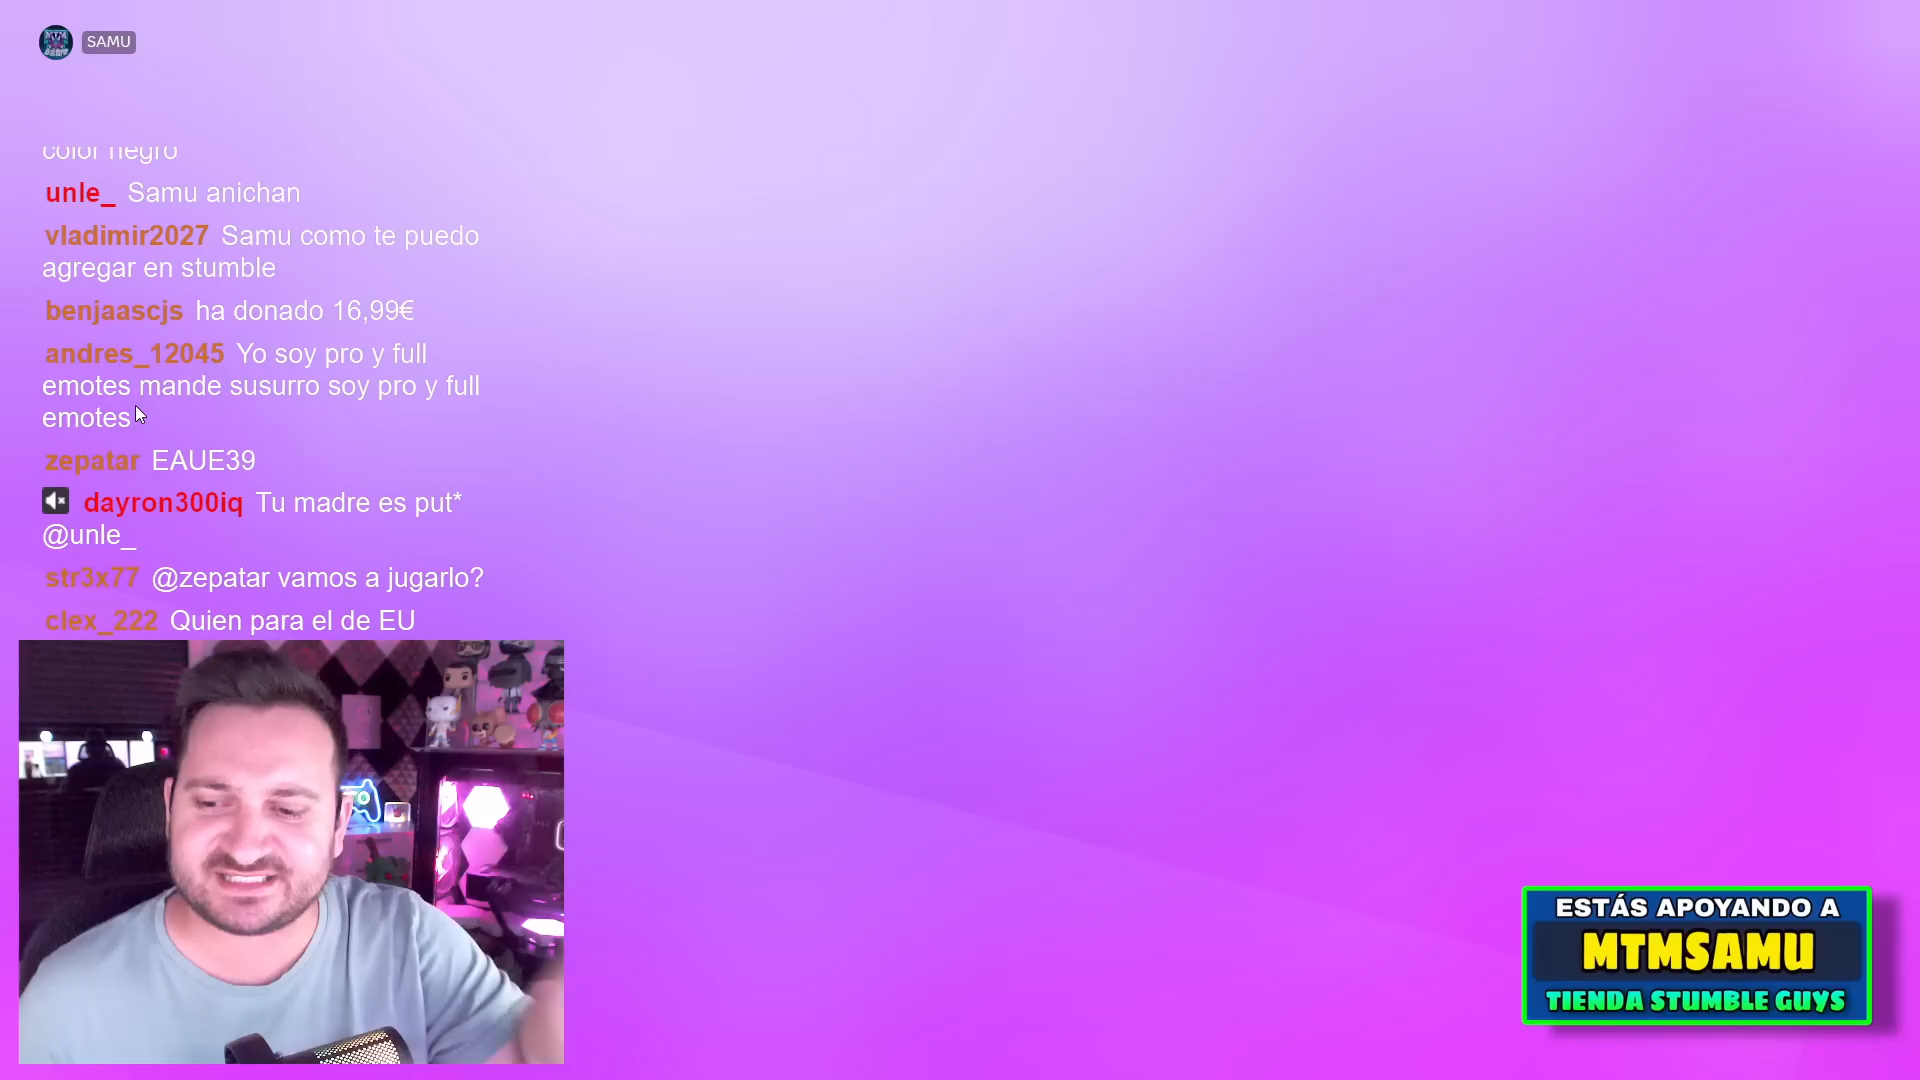 SAMU
color negro
unle_ Samu anichan
vladimir2027 Samu como te puedo
agregar en stumble
benjaascjs ha donado 16,99€
andres_12045 Yo soy pro y full
emotes mande susurro soy pro y full
emotes
zepatar EAUE39
dayron300iq Tu madre es put*
@unle_
str3x77 @zepatar vamos a jugarlo?
clex_222 Quien para el de EU
ESTÁS APOYANDO A
MTMSAMU
TIENDA STUMBLE GUYS